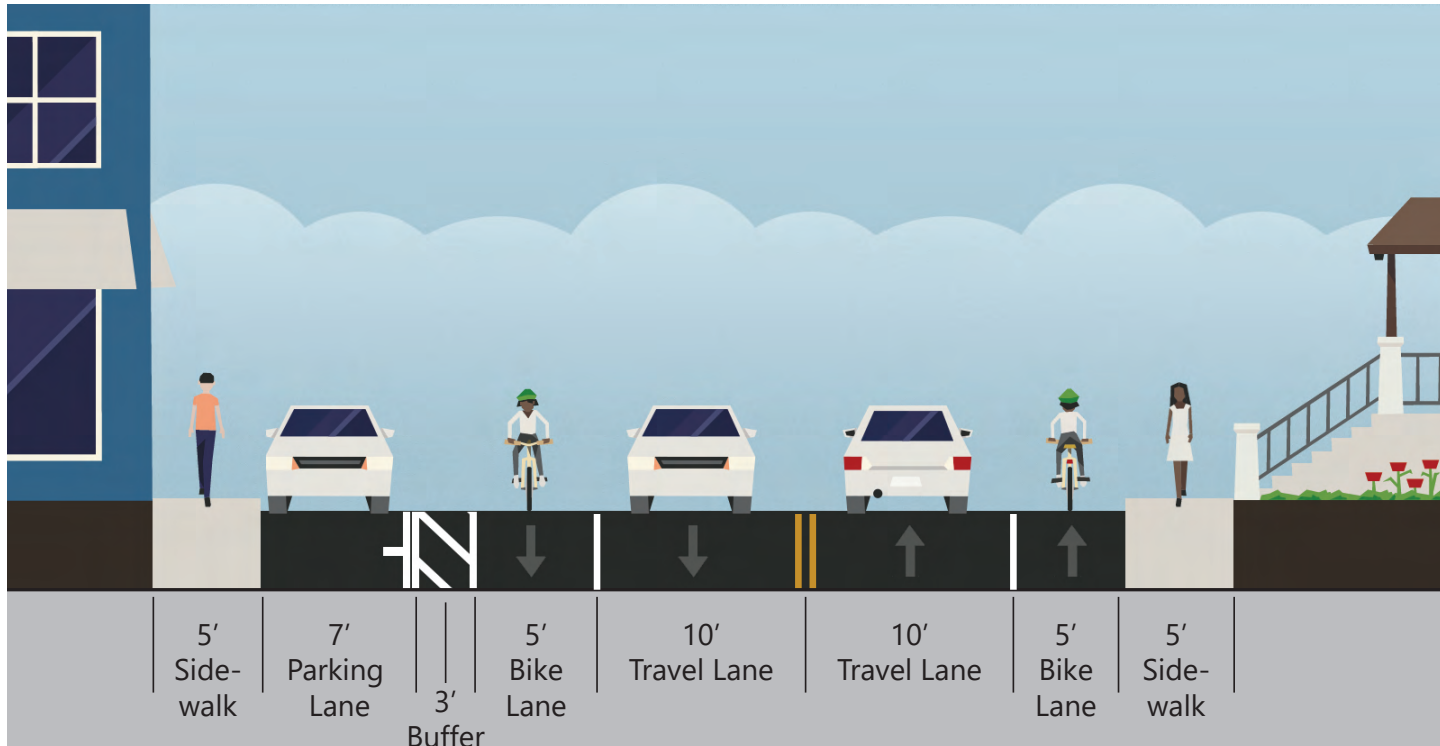 5′
Side-
walk
7′
Parking
Lane
3′
Buffer
5′
Bike
Lane
10′
Travel Lane
10′
Travel Lane
5′
Bike
Lane
5′
Side-
walk